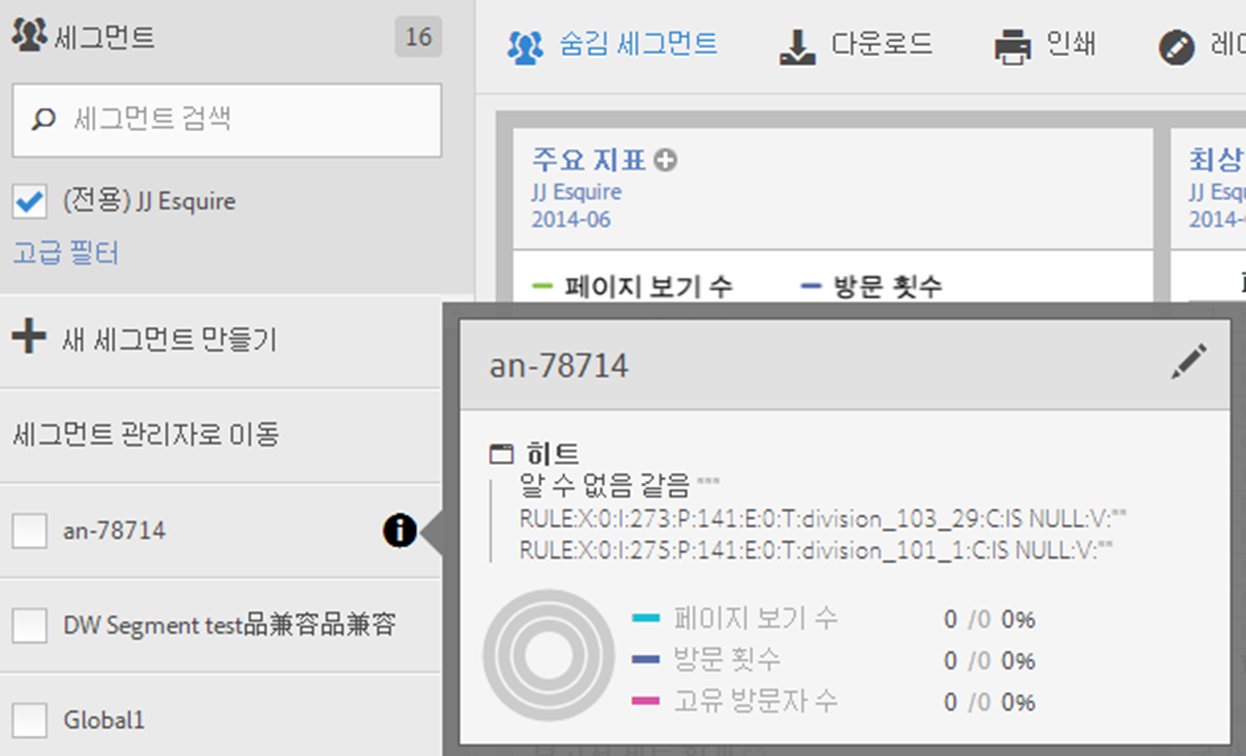 세그먼트 16
세그먼트 검색
(전용) JJ Esquire
고급 필터
새 세그먼트 만들기
세그먼트 관리자로 이동
an-78714
DW Segment test品兼容品兼容
Global1
숨김 세그먼트 다운로드 인쇄
주요 지표
JJ Esquire
2014-06
페이지 보기 수 방문 횟수
최상
JJ Esq
2014-
an-78714
히트
알 수 없음 같음 ""
RULE:X:0:I:273:P:141:E:0:T:division_103_29:C:IS NULL:V:""
RULE:X:0:I:275:P:141:E:0:T:division_101_1:C:IS NULL:V:""
페이지 보기 수 0 /0 0%
방문 횟수 0 /0 0%
고유 방문자 수 0 /0 0%